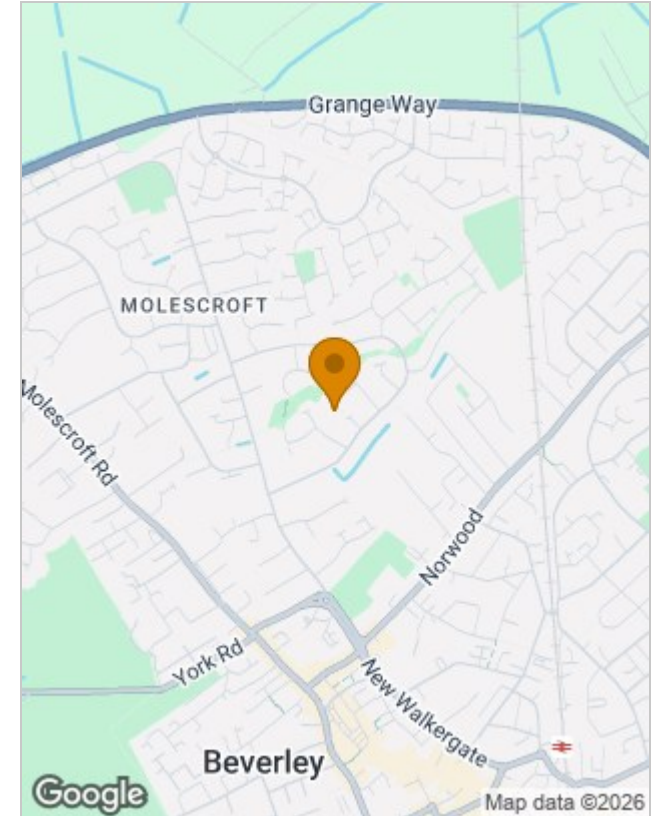 Grange Way
MOLESCROFT
Molescroft Rd
Norwood
York Rd
New Walkergate
Beverley
Google
Map data ©2026